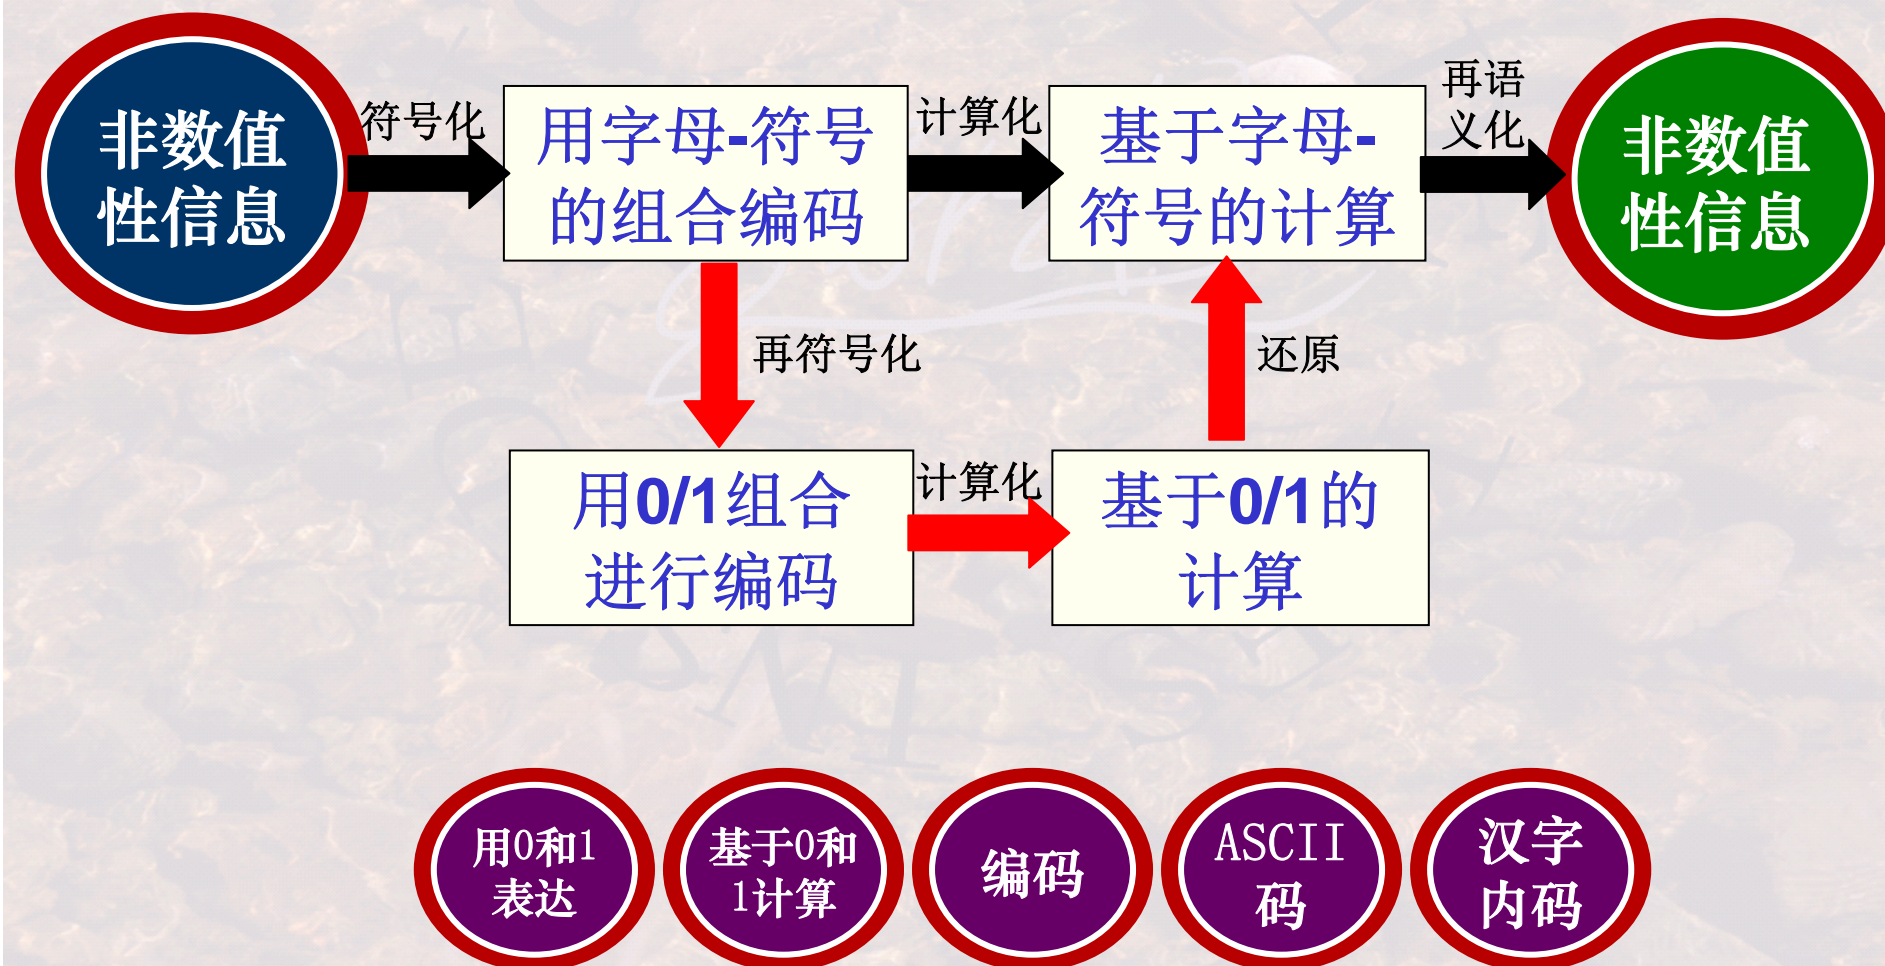 非数值
性信息
符号化
用字母-符号
的组合编码
计算化
基于字母-
符号的计算
再语
义化
非数值
性信息
再符号化
还原
用0/1组合
进行编码
计算化
基于0/1的
计算
用0和1
表达
基于0和
1计算
编码
ASCII
码
汉字
内码